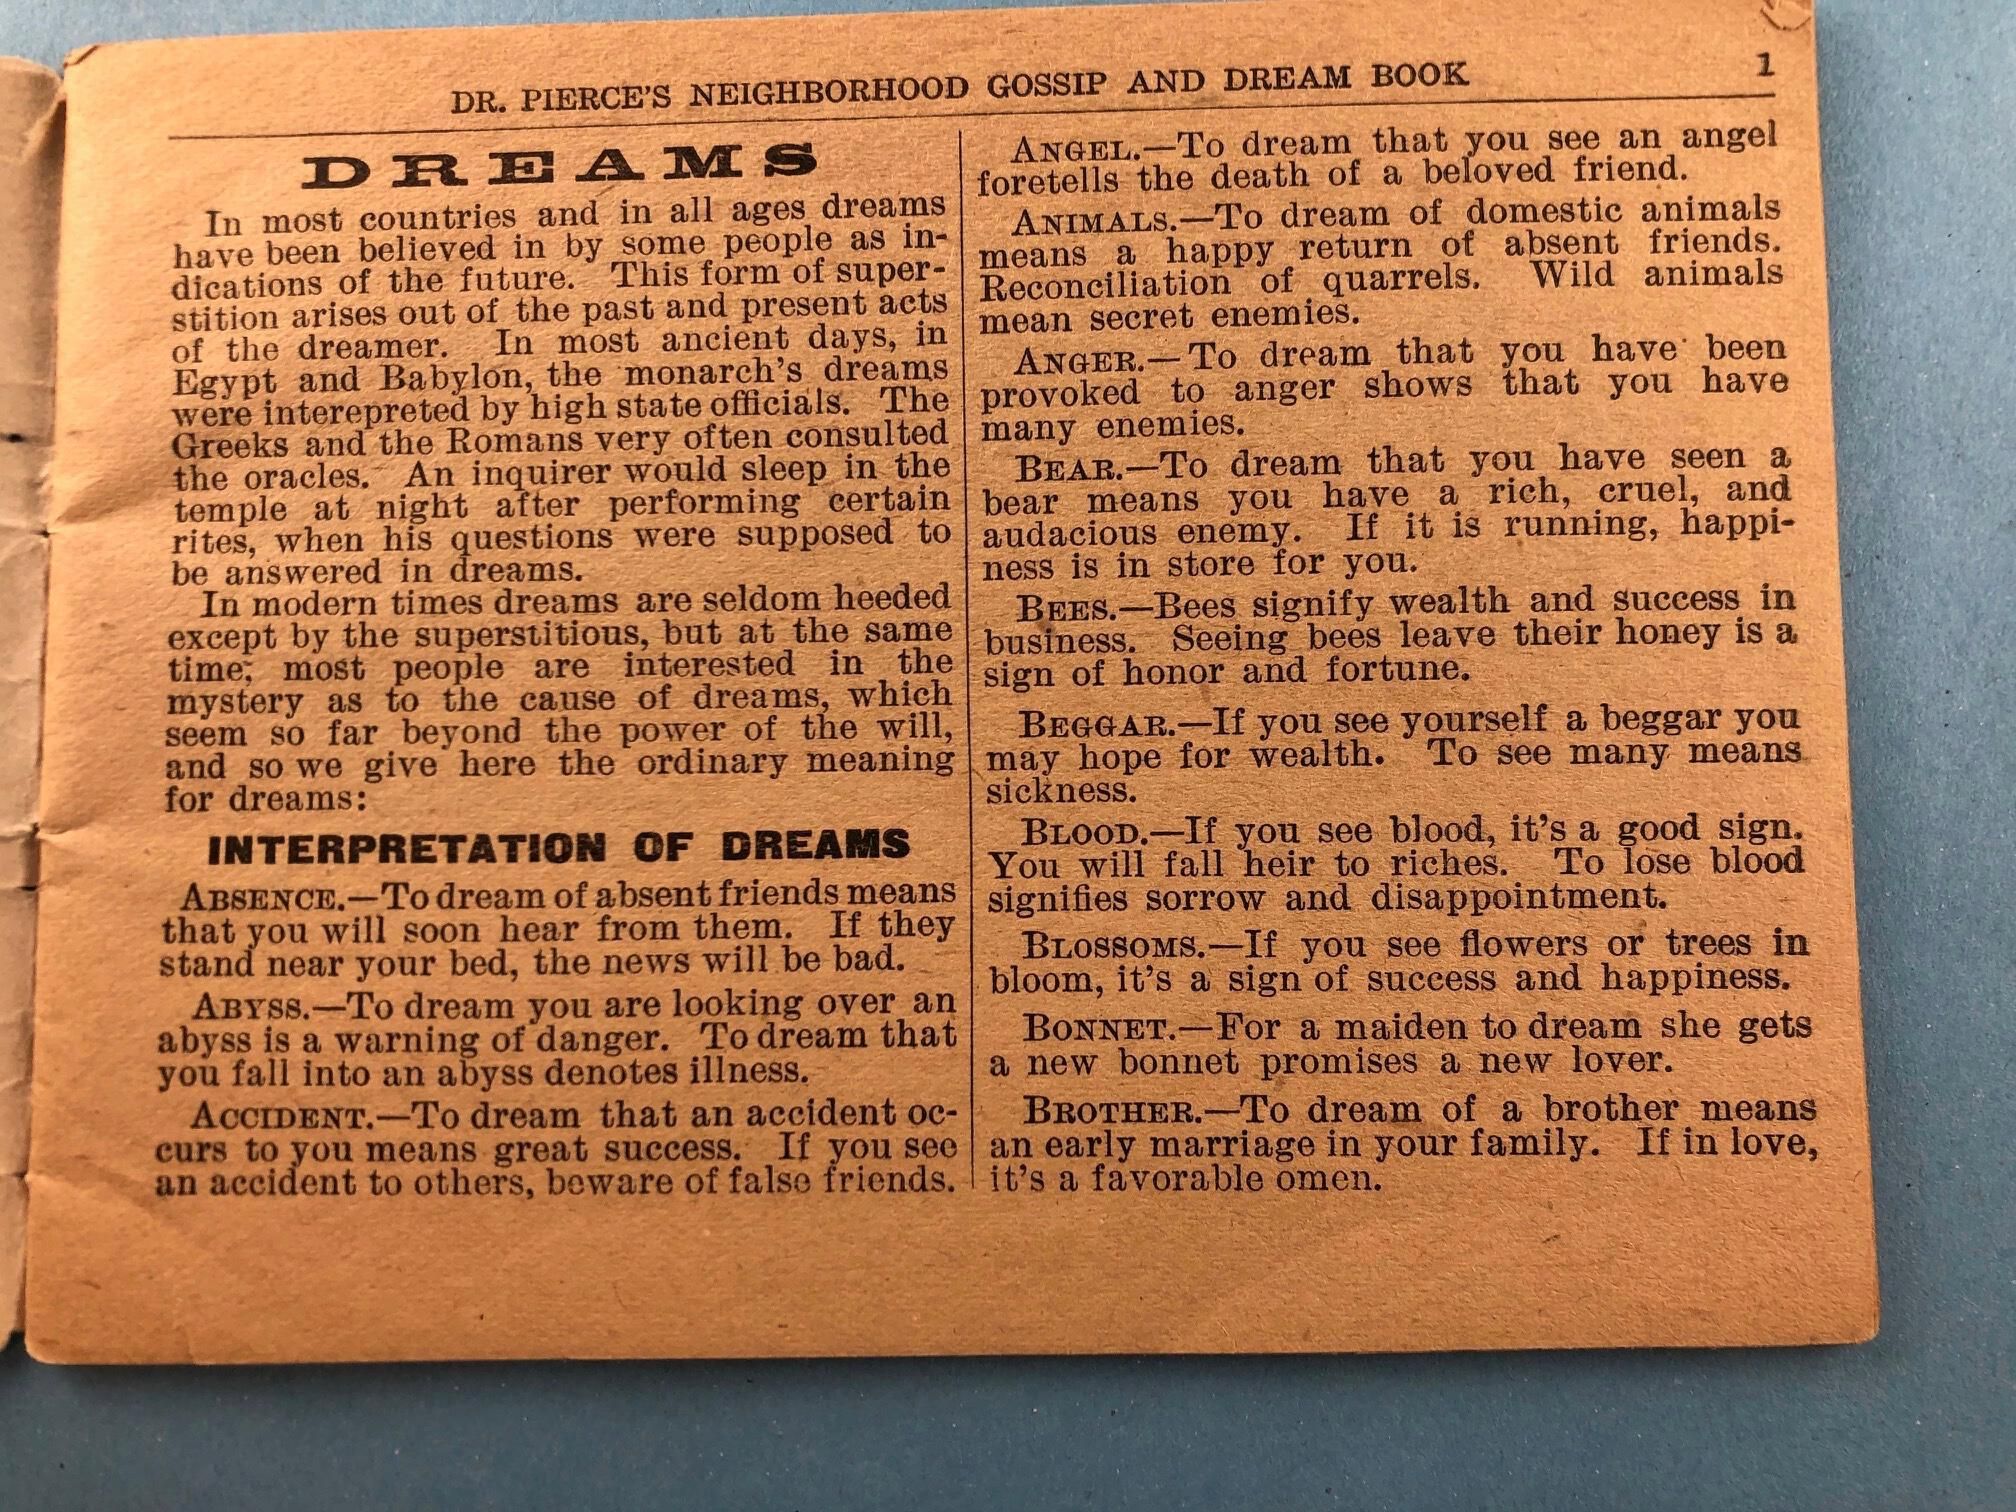 DR. PIERCE'S NEIGHBORHOOD GOSSIP AND DREAM BOOK 1
DREAMS
In most countries and in all ages dreams
have been believed in by some people as in-
dications of the future. This form of super-
stition arises out of the past and present acts
of the dreamer. In most ancient days, in
Egypt and Babylon, the monarch's dreams
were interepreted by high state officials. The
Greeks and the Romans very often consulted
the oracles. An inquirer would sleep in the
temple at night after performing certain
rites, when his questions were supposed to
be answered in dreams.
In modern times dreams are seldom heeded
except by the superstitious, but at the same
time; most people are interested in the
mystery as to the cause of dreams, which
seem so far beyond the power of the will,
and so we give here the ordinary meaning
for dreams:
INTERPRETATION OF DREAMS
ABSENCE.—To dream of absent friends means
that you will soon hear from them. If they
stand near your bed, the news will be bad.
ABYSS.—To dream you are looking over an
abyss is a warning of danger. To dream that
you fall into an abyss denotes illness.
ACCIDENT.—To dream that an accident oc-
curs to you means great success. If you see
an accident to others, beware of false friends.
ANGEL.—To dream that you see an angel
foretells the death of a beloved friend.
ANIMALS.—To dream of domestic animals
means a happy return of absent friends.
Reconciliation of quarrels. Wild animals
mean secret enemies.
ANGER.—To dream that you have been
provoked to anger shows that you have
many enemies.
BEAR.—To dream that you have seen a
bear means you have a rich, cruel, and
audacious enemy. If it is running, happi-
ness is in store for you.
BEES.—Bees signify wealth and success in
business. Seeing bees leave their honey is a
sign of honor and fortune.
BEGGAR.—If you see yourself a beggar you
may hope for wealth. To see many means
sickness.
BLOOD.—If you see blood, it's a good sign.
You will fall heir to riches. To lose blood
signifies sorrow and disappointment.
BLOSSOMS.—If you see flowers or trees in
bloom, it's a sign of success and happiness.
BONNET.—For a maiden to dream she gets
a new bonnet promises a new lover.
BROTHER.—To dream of a brother means
an early marriage in your family. If in love,
it's a favorable omen.